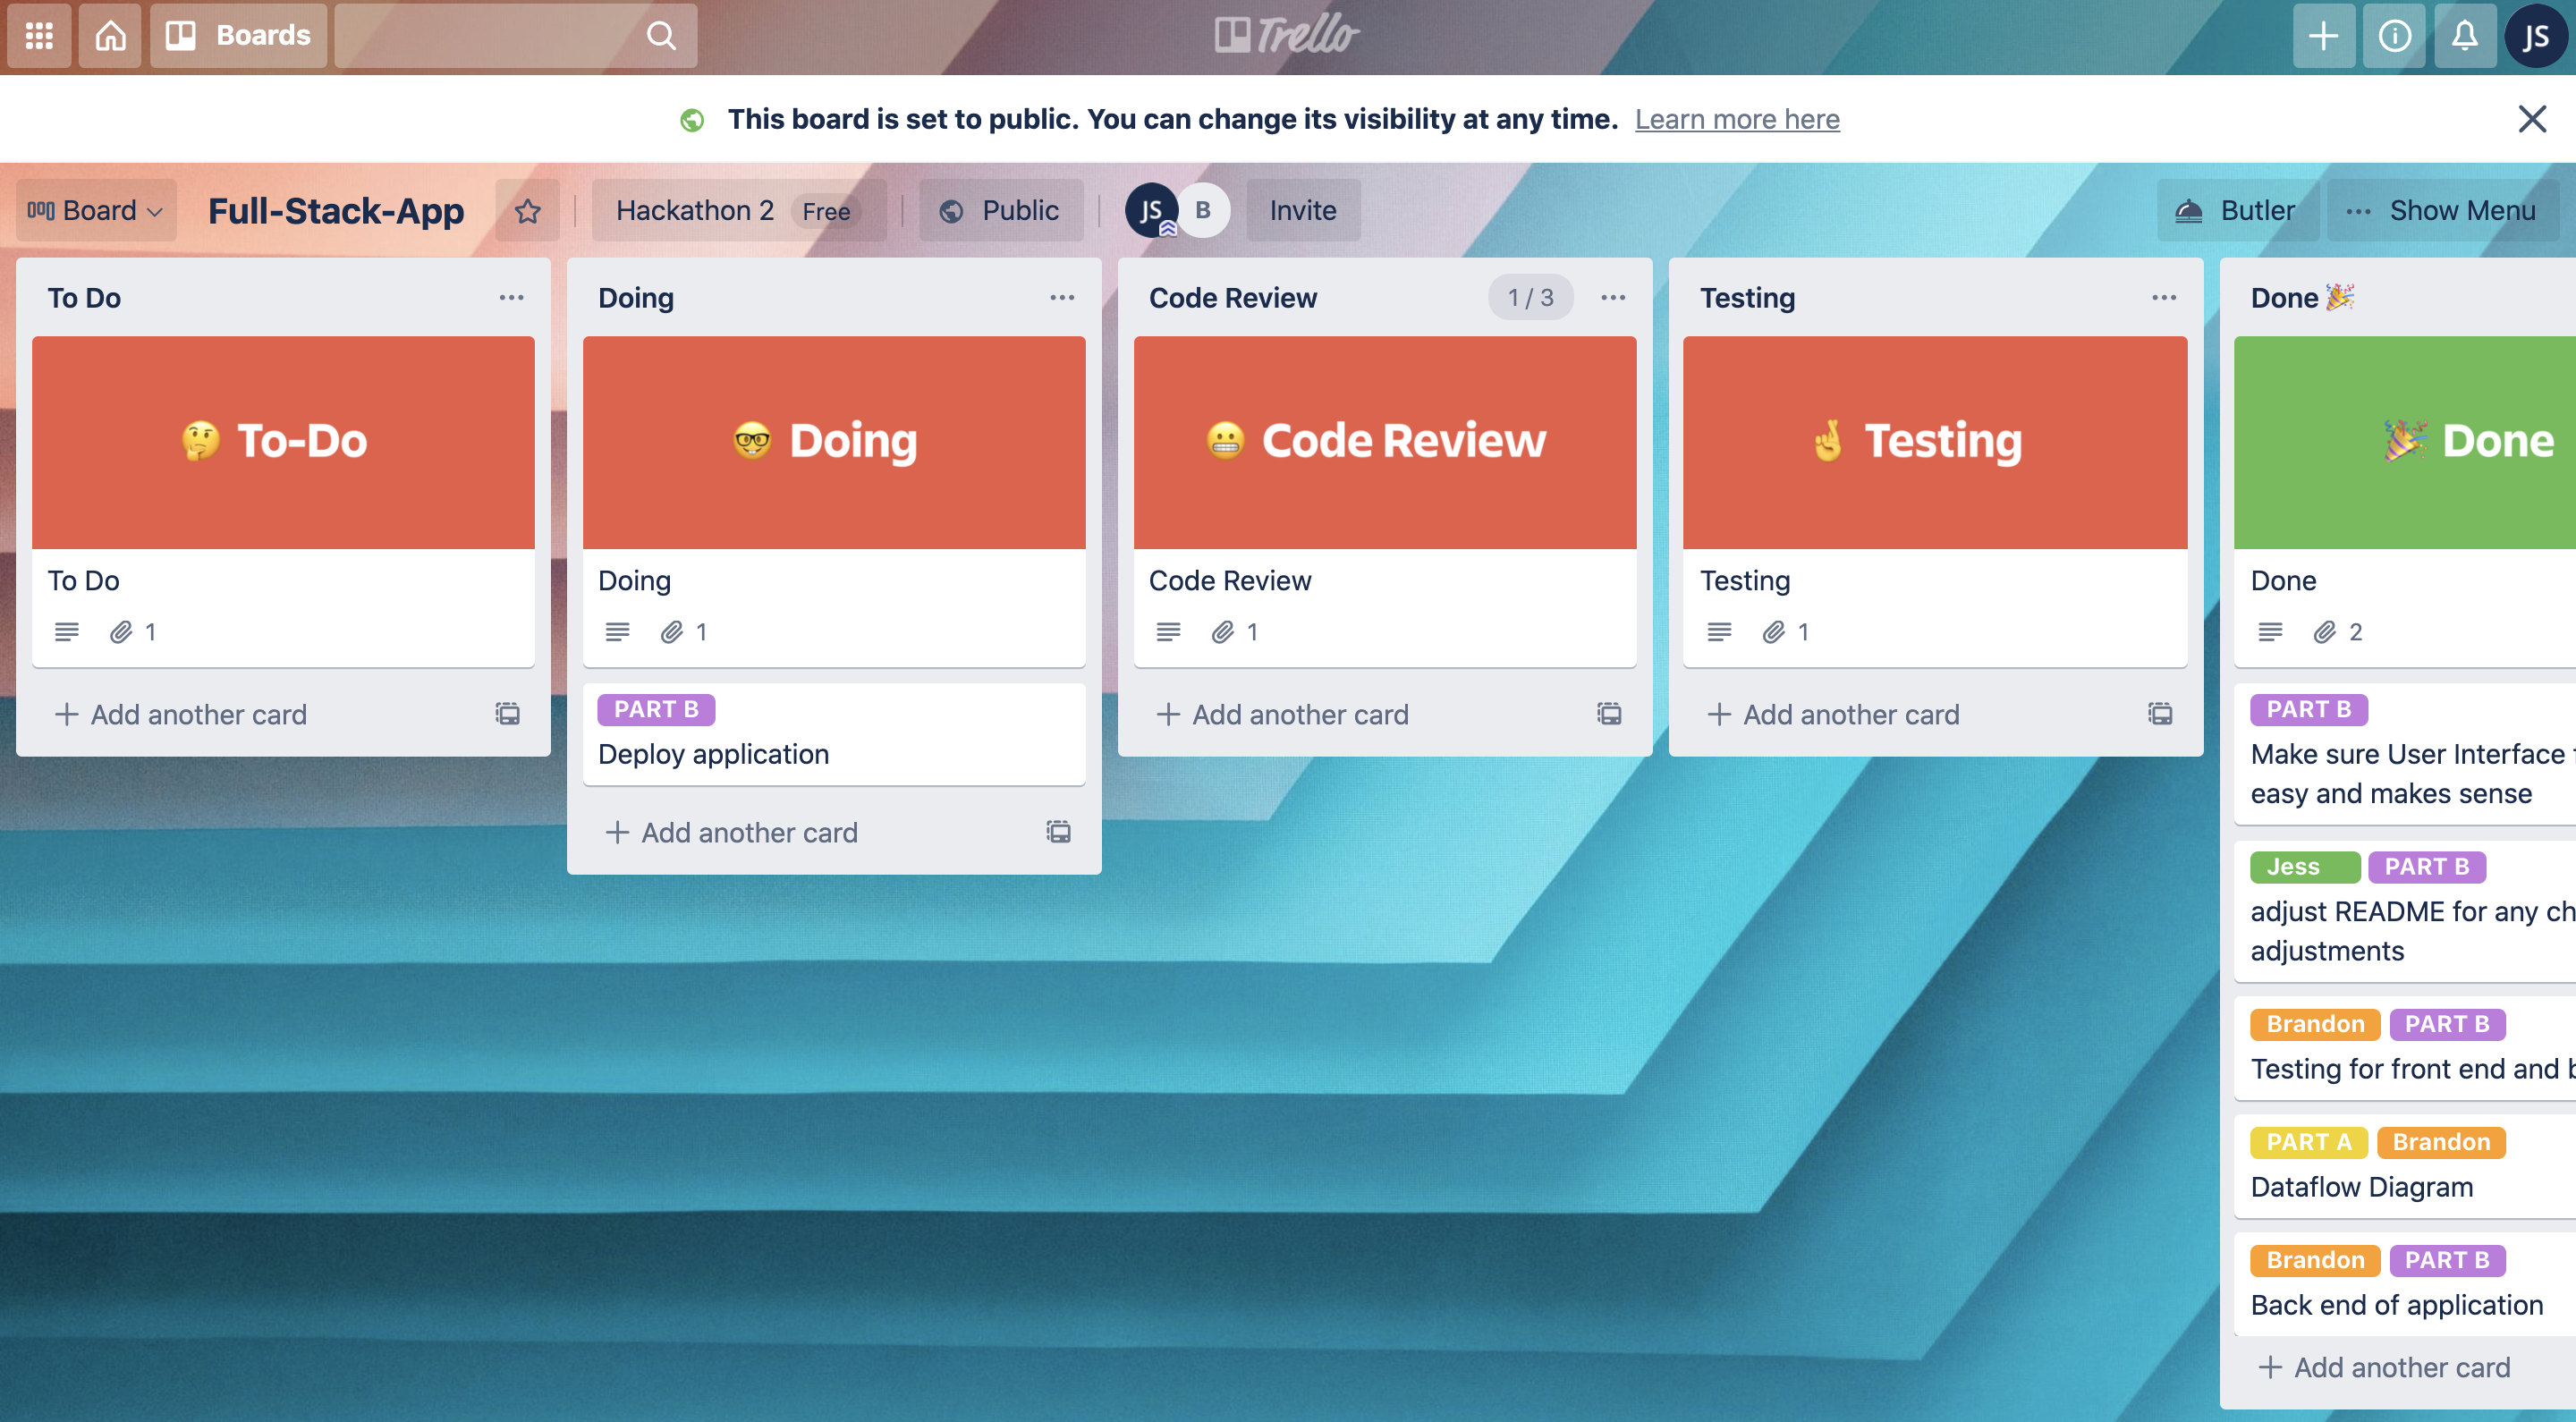 Boards
Trello
JS
This board is set to public. You can change its visibility at any time. Learn more here
Board
Full-Stack-App
Hackathon 2 Free
Public
JS B
Invite
Butler
Show Menu
To Do
🤔 To-Do
To Do
1
Add another card
Doing
🤓 Doing
Doing
1
PART B
Deploy application
Add another card
Code Review 1 / 3
😬 Code Review
Code Review
1
Add another card
Testing
🤞 Testing
Testing
1
Add another card
Done 🎉
🎉 Done
Done
2
PART B
Make sure User Interface
easy and makes sense
Jess PART B
adjust README for any
adjustments
Brandon PART B
Testing for front end and
PART A Brandon
Dataflow Diagram
Brandon PART B
Back end of application
Add another card